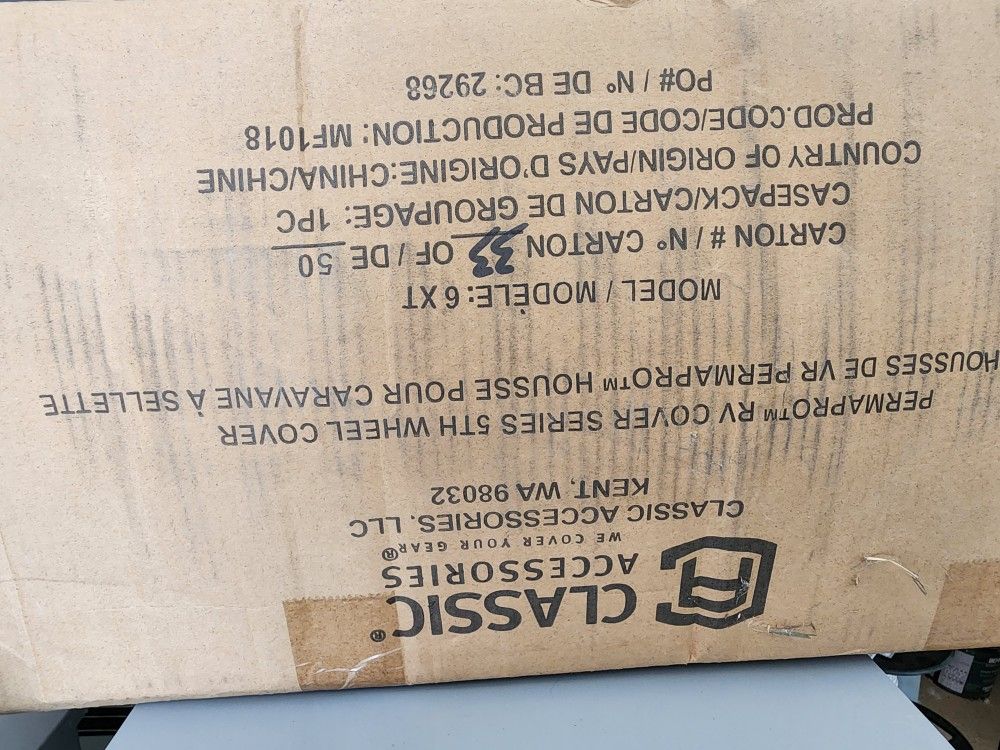 CLASSIC®
ACCESSORIES
WE COVER YOUR GEAR®
CLASSIC ACCESSORIES, LLC
KENT, WA 98032
PERMAPRO™ RV COVER SERIES 5TH WHEEL COVER
HOUSSES DE VR PERMAPRO™ HOUSSE POUR CARAVANE À SELLETTE
MODEL / MODÈLE: 6 XT
CARTON # / N° CARTON 33 OF / DE 50
CASEPACK/CARTON DE GROUPAGE: 1PC
COUNTRY OF ORIGIN/PAYS D'ORIGINE:CHINA/CHINE
PROD.CODE/CODE DE PRODUCTION: MF1018
PO# / N° DE BC: 29268